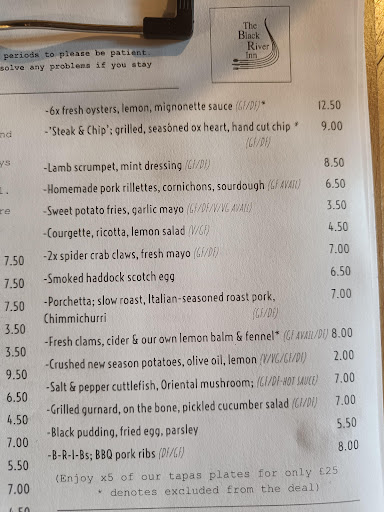 The
Black
River
Inn
periods to please be patient.
solve any problems if you stay
-6x fresh oysters, lemon, mignonette sauce (GF/DF)* 12.50
-'Steak & Chip'; grilled, seasoned ox heart, hand cut chip * 9.00
(GF/DF)
-Lamb scrumpet, mint dressing (GF/DF) 8.50
-Homemade pork rillettes, cornichons, sourdough (GF AVAIL) 6.50
-Sweet potato fries, garlic mayo (GF/DF/V/VG AVAIL) 3.50
-Courgette, ricotta, lemon salad (V/GF) 4.50
-2x spider crab claws, fresh mayo (GF/DF) 7.00
-Smoked haddock scotch egg 6.50
-Porchetta; slow roast, Italian-seasoned roast pork, 7.00
Chimmichurri (GF/DF)
-Fresh clams, cider & our own lemon balm & fennel* (GF AVAIL/DF) 8.00
-Crushed new season potatoes, olive oil, lemon (V/VG/GF/DF) 2.00
-Salt & pepper cuttlefish, Oriental mushroom; (GF/DF-HOT SAUCE) 7.00
-Grilled gurnard, on the bone, pickled cucumber salad (GF/DF) 7.00
-Black pudding, fried egg, parsley 5.50
-B-R-I-Bs; BBQ pork ribs (DF/GF) 8.00
(Enjoy x5 of our tapas plates for only £25
* denotes excluded from the deal)
nd
ys
l.
re
7.50
7.50
7.50
3.50
3.50
9.50
6.50
4.50
7.00
5.50
7.00
4.50